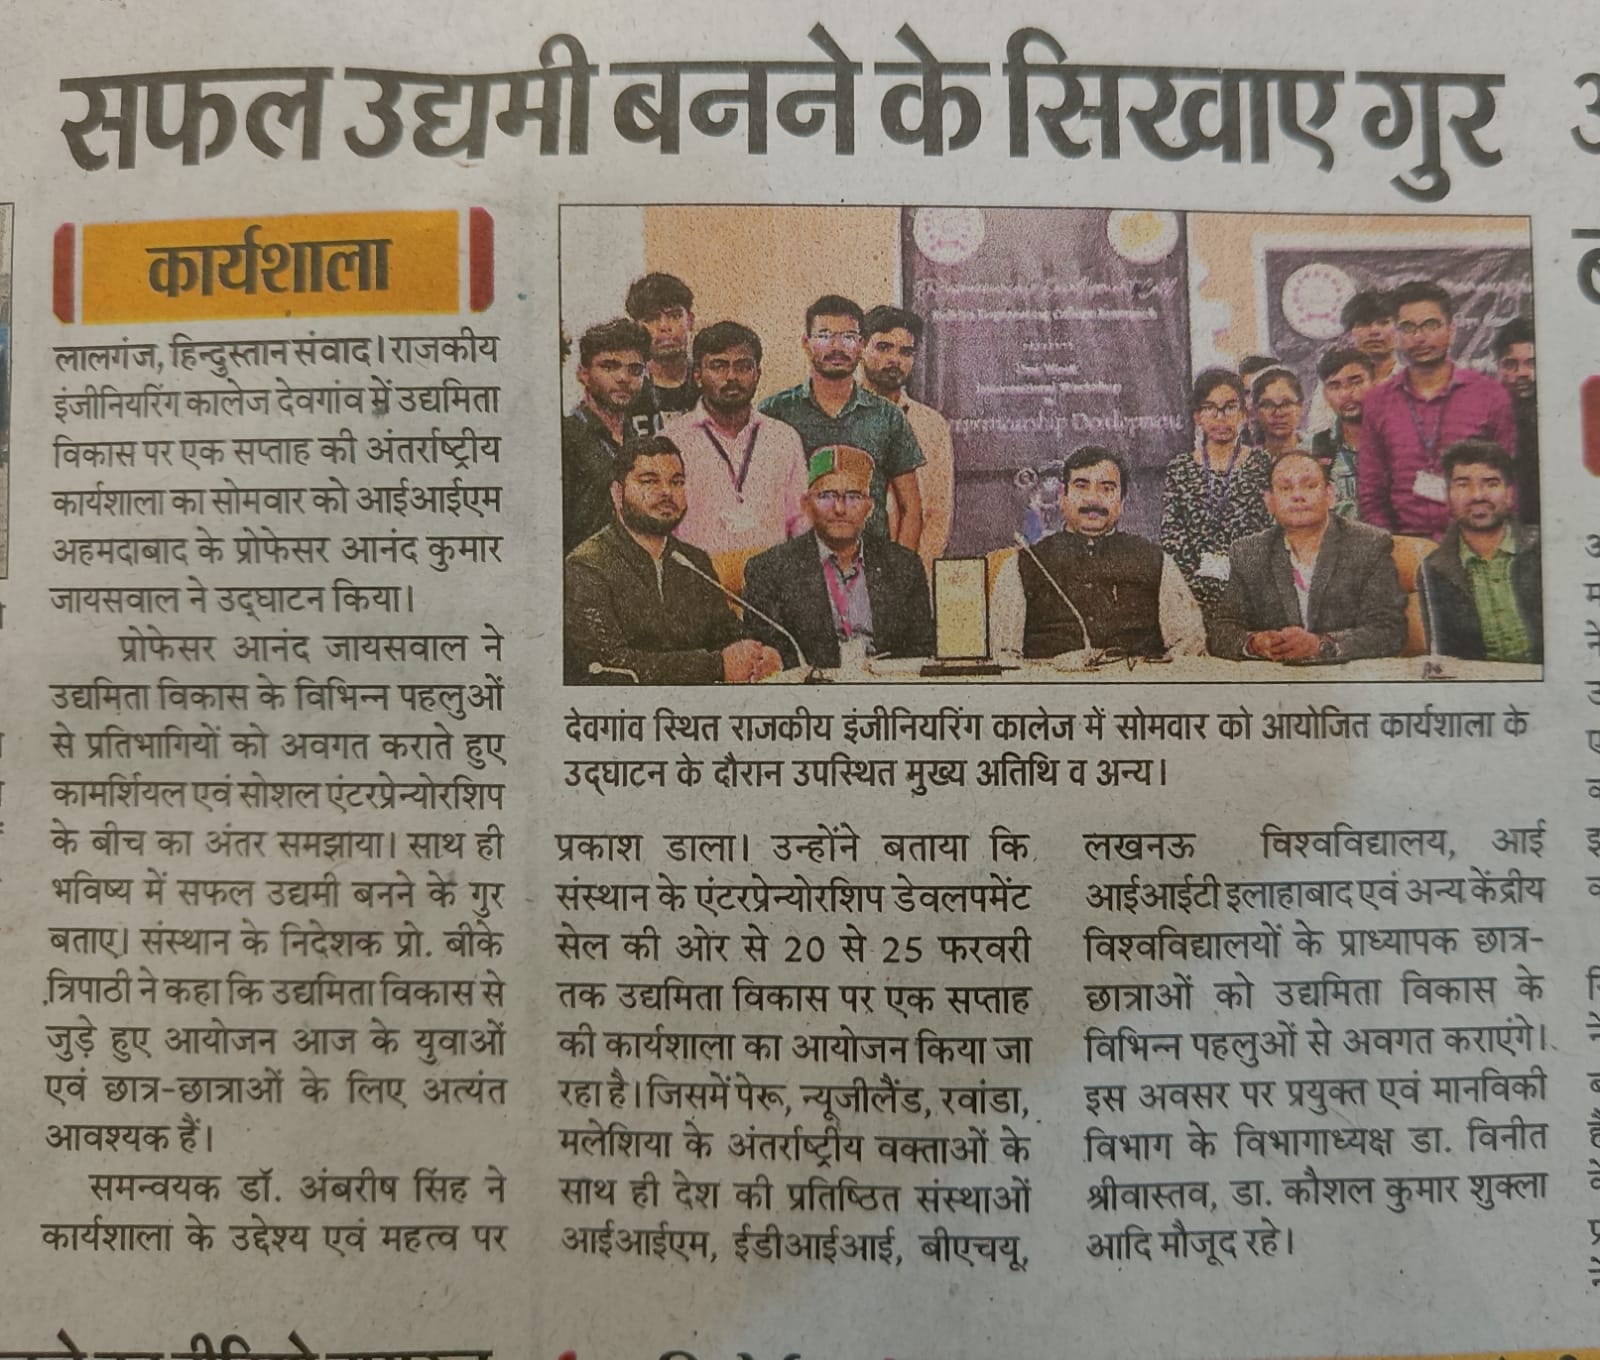 सफल उद्यमी बनने के सिखाए गुर
कार्यशाला
लालगंज, हिन्दुस्तान संवाद। राजकीय
इंजीनियरिंग कालेज देवगांव में उद्यमिता
विकास पर एक सप्ताह की अंतर्राष्ट्रीय
कार्यशाला का सोमवार को आईआईएम
अहमदाबाद के प्रोफेसर आनंद कुमार
जायसवाल ने उद्‌घाटन किया।
प्रोफेसर आनंद जायसवाल ने
उद्यमिता विकास के विभिन्न पहलुओं
से प्रतिभागियों को अवगत कराते हुए
कामर्शियल एवं सोशल एंटरप्रेन्योरशिप
के बीच का अंतर समझाया। साथ ही
भविष्य में सफल उद्यमी बनने के गुर
बताए। संस्थान के निदेशक प्रो. बीके
त्रिपाठी ने कहा कि उद्यमिता विकास से
जुड़े हुए आयोजन आज के युवाओं
एवं छात्र-छात्राओं के लिए अत्यंत
आवश्यक हैं।
समन्वयक डॉ. अंबरीष सिंह ने
कार्यशाला के उद्देश्य एवं महत्व पर
Entrepreneurship Development
देवगांव स्थित राजकीय इंजीनियरिंग कालेज में सोमवार को आयोजित कार्यशाला के
उद्‌घाटन के दौरान उपस्थित मुख्य अतिथि व अन्य।
प्रकाश डाला। उन्होंने बताया कि
संस्थान के एंटरप्रेन्योरशिप डेवलपमेंट
सेल की ओर से 20 से 25 फरवरी
तक उद्यमिता विकास पर एक सप्ताह
की कार्यशाला का आयोजन किया जा
रहा है। जिसमें पेरू, न्यूजीलैंड, रवांडा,
मलेशिया के अंतर्राष्ट्रीय वक्ताओं के
साथ ही देश की प्रतिष्ठित संस्थाओं
आईआईएम, ईडीआईआई, बीएचयू,
लखनऊ विश्वविद्यालय, आई
आईआईटी इलाहाबाद एवं अन्य केंद्रीय
विश्वविद्यालयों के प्राध्यापक छात्र-
छात्राओं को उद्यमिता विकास के
विभिन्न पहलुओं से अवगत कराएंगे।
इस अवसर पर प्रयुक्त एवं मानविकी
विभाग के विभागाध्यक्ष डा. विनीत
श्रीवास्तव, डा. कौशल कुमार शुक्ला
आदि मौजूद रहे।